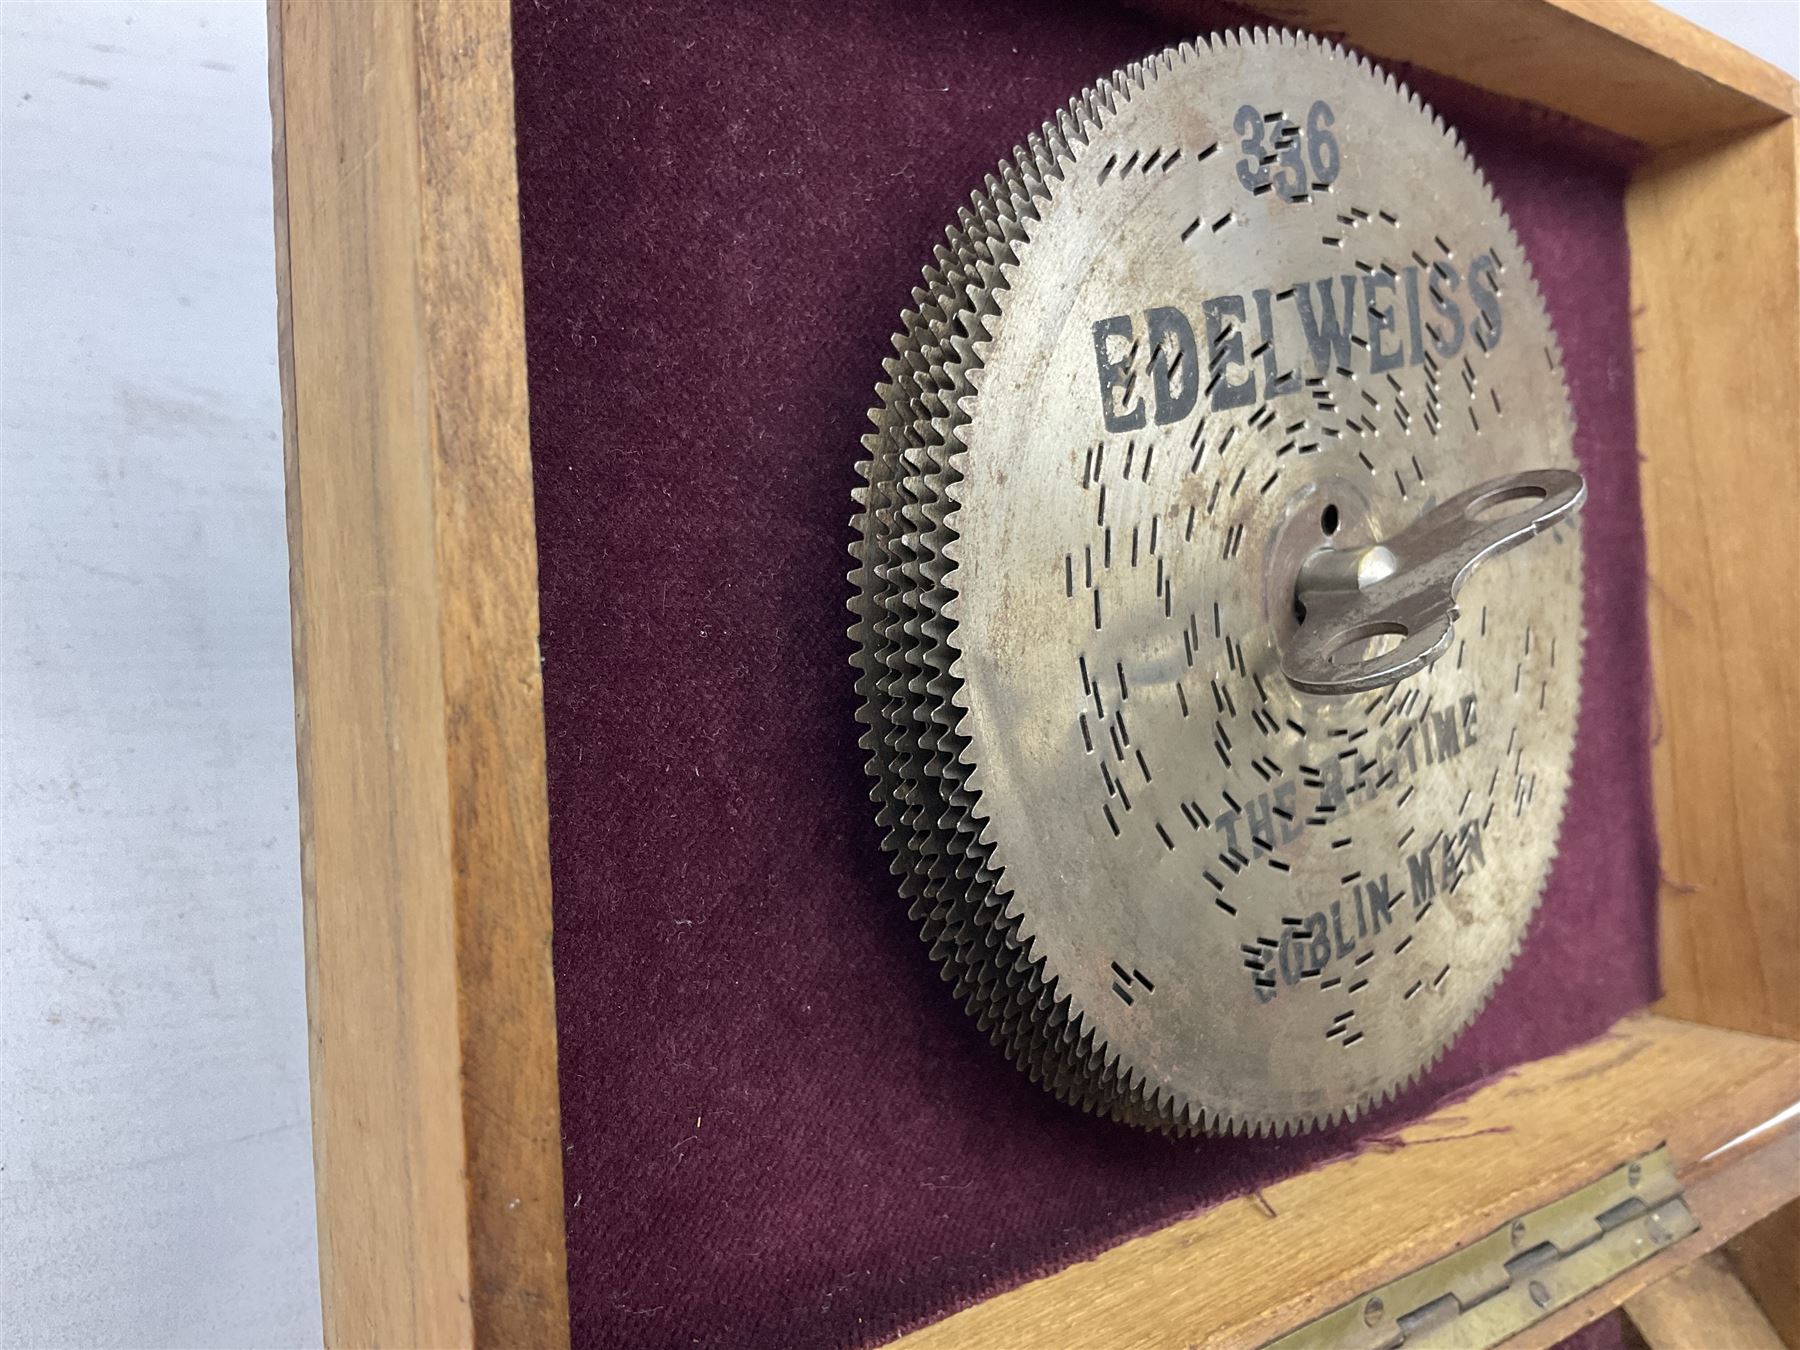 336
EDELWEISS
THE RAGTIME
GOBLIN MAN